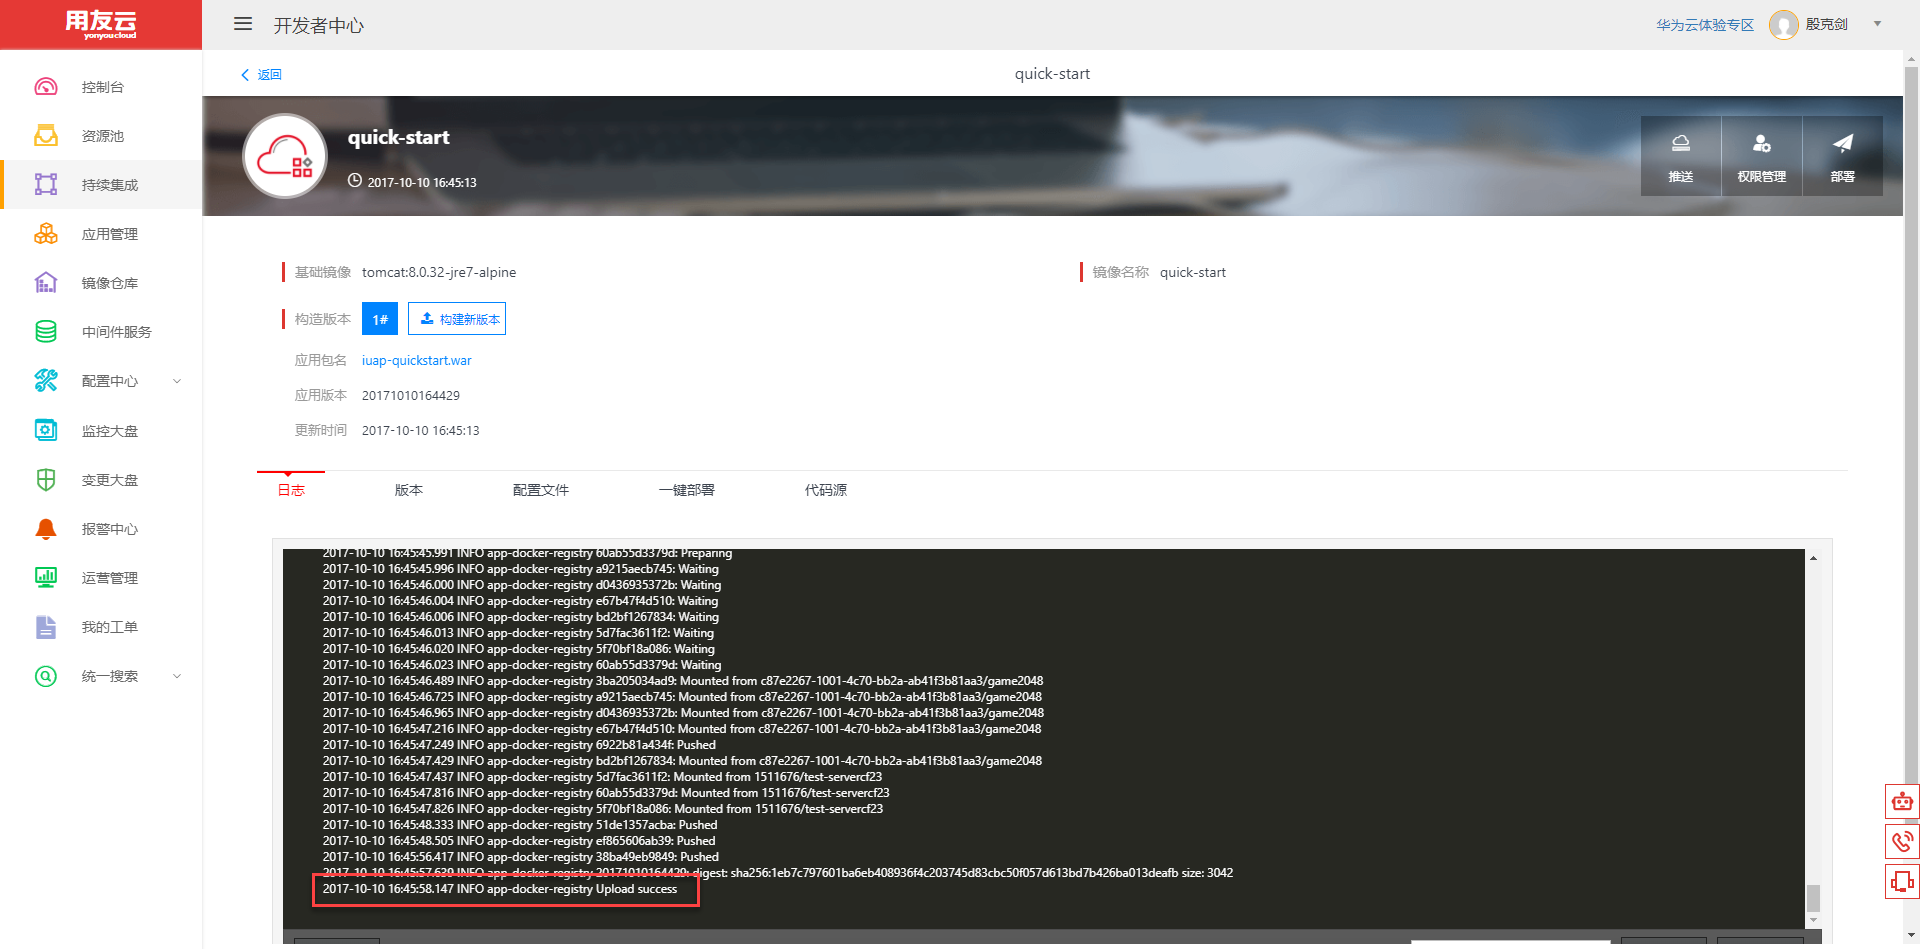 用友云
yonyoucloud
开发者中心
华为云体验专区
殷克剑
控制台
资源池
持续集成
应用管理
镜像仓库
中间件服务
配置中心
监控大盘
变更大盘
报警中心
运营管理
我的工单
统一搜索
返回
quick-start
quick-start
2017-10-10 16:45:13
推送
权限管理
部署
基础镜像 tomcat:8.0.32-jre7-alpine
镜像名称 quick-start
构造版本 1# 构建新版本
应用包名 iuap-quickstart.war
应用版本 20171010164429
更新时间 2017-10-10 16:45:13
日志 版本 配置文件 一键部署 代码源
2017-10-10 16:45:45.991 INFO app-docker-registry 60ab55d3379d: Preparing
2017-10-10 16:45:45.996 INFO app-docker-registry a9215aecb745: Waiting
2017-10-10 16:45:46.000 INFO app-docker-registry d0436935372b: Waiting
2017-10-10 16:45:46.004 INFO app-docker-registry e67b47f4d510: Waiting
2017-10-10 16:45:46.006 INFO app-docker-registry bd2bf1267834: Waiting
2017-10-10 16:45:46.013 INFO app-docker-registry 5d7fac3611f2: Waiting
2017-10-10 16:45:46.020 INFO app-docker-registry 5f70bf18a086: Waiting
2017-10-10 16:45:46.023 INFO app-docker-registry 60ab55d3379d: Waiting
2017-10-10 16:45:46.489 INFO app-docker-registry 3ba205034ad9: Mounted from c87e2267-1001-4c70-bb2a-ab41f3b81aa3/game2048
2017-10-10 16:45:46.725 INFO app-docker-registry a9215aecb745: Mounted from c87e2267-1001-4c70-bb2a-ab41f3b81aa3/game2048
2017-10-10 16:45:46.965 INFO app-docker-registry d0436935372b: Mounted from c87e2267-1001-4c70-bb2a-ab41f3b81aa3/game2048
2017-10-10 16:45:47.216 INFO app-docker-registry e67b47f4d510: Mounted from c87e2267-1001-4c70-bb2a-ab41f3b81aa3/game2048
2017-10-10 16:45:47.249 INFO app-docker-registry 6922b81a434f: Pushed
2017-10-10 16:45:47.429 INFO app-docker-registry bd2bf1267834: Mounted from c87e2267-1001-4c70-bb2a-ab41f3b81aa3/game2048
2017-10-10 16:45:47.437 INFO app-docker-registry 5d7fac3611f2: Mounted from 1511676/test-servercf23
2017-10-10 16:45:47.816 INFO app-docker-registry 60ab55d3379d: Mounted from 1511676/test-servercf23
2017-10-10 16:45:47.826 INFO app-docker-registry 5f70bf18a086: Mounted from 1511676/test-servercf23
2017-10-10 16:45:48.333 INFO app-docker-registry 51de1357acba: Pushed
2017-10-10 16:45:48.505 INFO app-docker-registry ef865606ab39: Pushed
2017-10-10 16:45:56.417 INFO app-docker-registry 38ba49eb9849: Pushed
2017-10-10 16:45:57.639 INFO app-docker-registry 20171010164429: digest: sha256:1eb7c797601ba6eb408936f4c203745d83cbc50f057d613bd7b426ba013deafb size: 3042
2017-10-10 16:45:58.147 INFO app-docker-registry Upload success